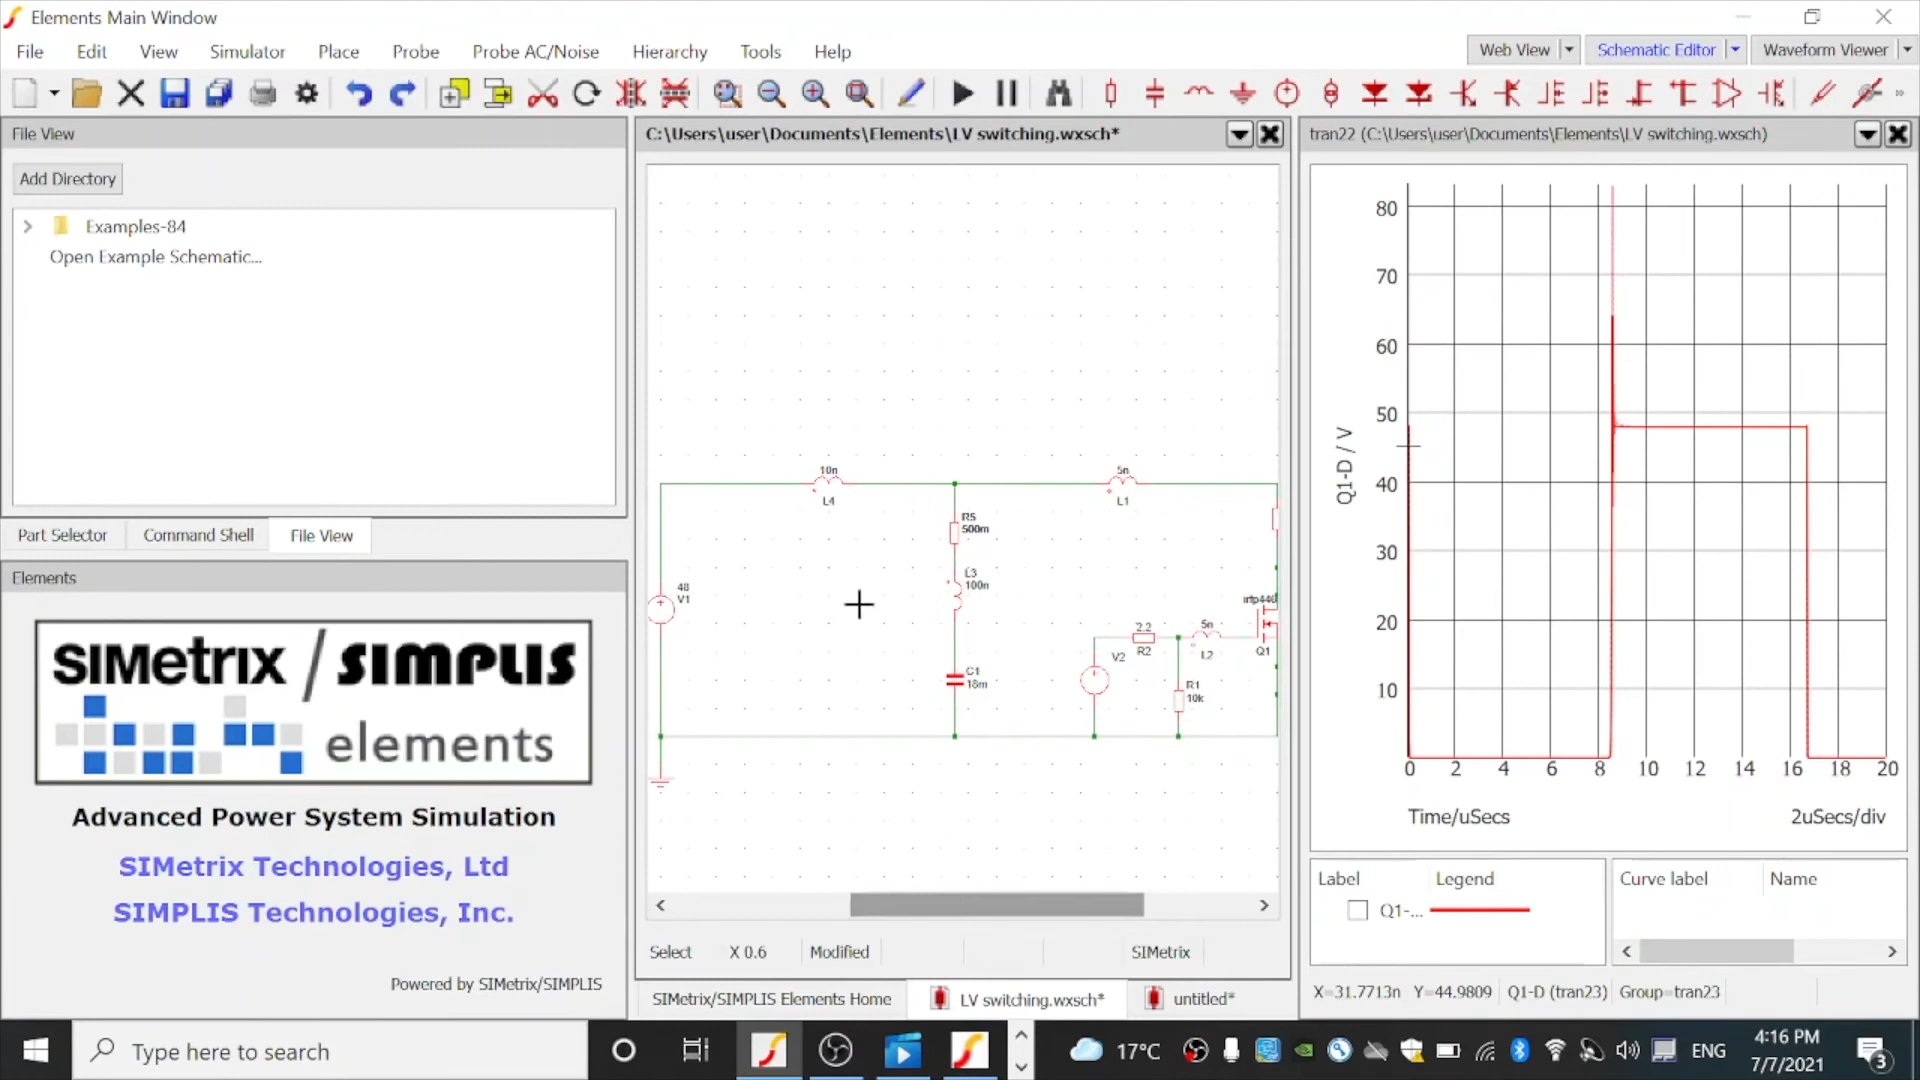 Elements Main Window
File Edit View Simulator Place Probe Probe AC/Noise Hierarchy Tools Help
Web View Schematic Editor Waveform Viewer
File View
Add Directory
Examples-84
Open Example Schematic...
Part Selector Command Shell File View
Elements
SIMetrix / SIMPLIS
elements
Advanced Power System Simulation
SIMetrix Technologies, Ltd
SIMPLIS Technologies, Inc.
Powered by SIMetrix/SIMPLIS
C:\Users\user\Documents\Elements\LV switching.wxsch*
10n
L4
5n
L1
R5
500m
L3
100n
48
V1
C1
18m
V2
2.2
R2
5n
L2
R1
10k
Q1
Select X 0.6 Modified SIMetrix
SIMetrix/SIMPLIS Elements Home LV switching.wxsch* untitled*
tran22 (C:\Users\user\Documents\Elements\LV switching.wxsch)
80
70
60
50
40
30
20
10
Q1-D / V
0 2 4 6 8 10 12 14 16 18 20
Time/uSecs 2uSecs/div
Label Legend
Q1-...
Curve label Name
X=31.7713n Y=44.9809 Q1-D (tran23) Group=tran23
Type here to search
17°C
ENG
4:16 PM
7/7/2021
3